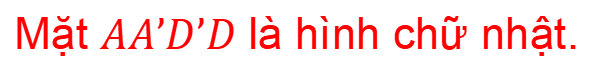 Mặt AA’D’D là hình chữ nhật.